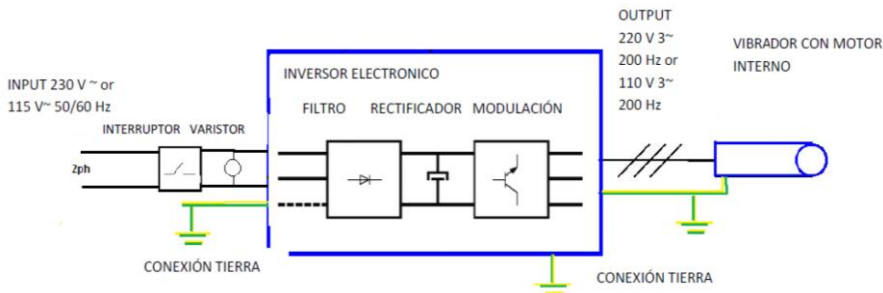 INPUT 230 V ~ or
115 V~ 50/60 Hz
INTERRUPTOR VARISTOR
2ph
CONEXIÓN TIERRA
INVERSOR ELECTRONICO
FILTRO RECTIFICADOR MODULACIÓN
OUTPUT
220 V 3~
200 Hz or
110 V 3~
200 Hz
VIBRADOR CON MOTOR
INTERNO
CONEXIÓN TIERRA